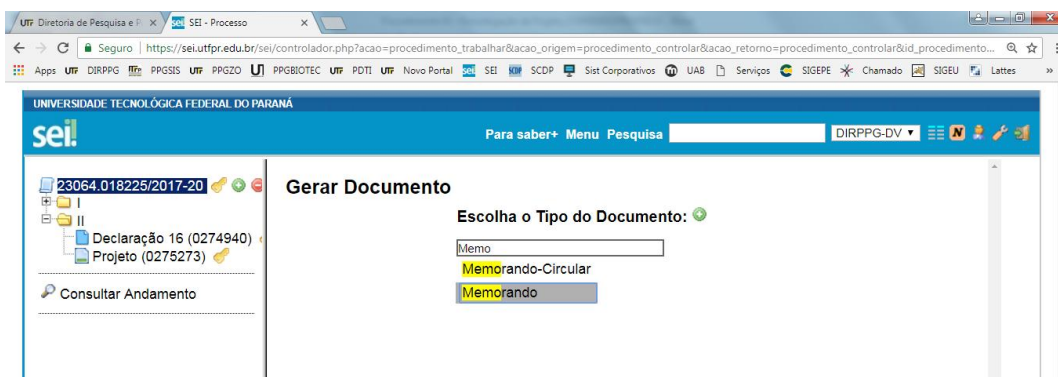 UTF Diretoria de Pesquisa e P x sei SEI - Processo x
Seguro | https://sei.utfpr.edu.br/sei/controlador.php?acao=procedimento_trabalhar&acao_origem=procedimento_controlar&acao_retorno=procedimento_controlar&id_procedimento...
Apps UTF DIRPPG PPGSIS UTF PPGZO PPGBIOTEC UTF PDTI UTF Novo Portal sei SEI SCDP Sist Corporativos UAB Serviços SIGEPE Chamado SIGEU Lattes »
UNIVERSIDADE TECNOLÓGICA FEDERAL DO PARANÁ
sei! Para saber+ Menu Pesquisa DIRPPG-DV N
23064.018225/2017-20
I
II
Declaração 16 (0274940)
Projeto (0275273)
Consultar Andamento
Gerar Documento
Escolha o Tipo do Documento:
Memo
Memorando-Circular
Memorando